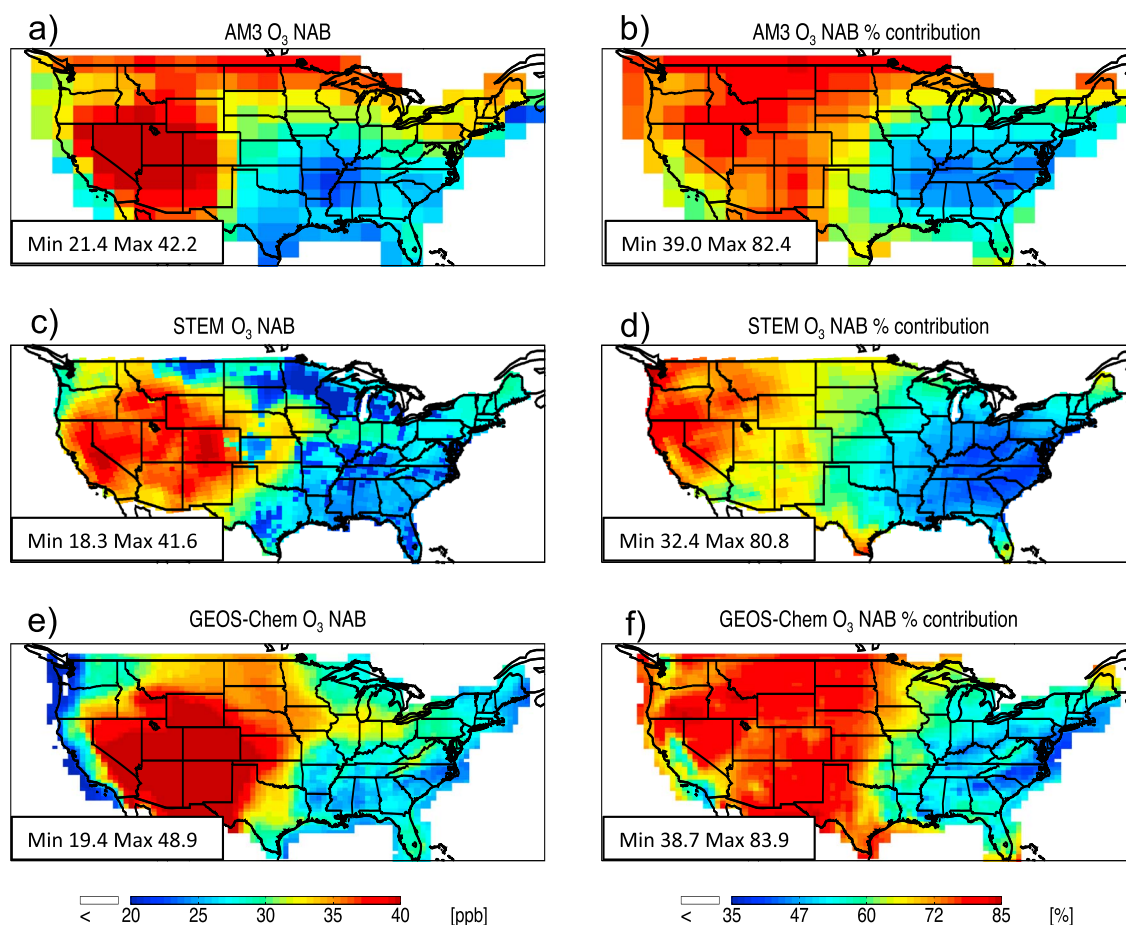 a)
AM3 O3 NAB
Min 21.4 Max 42.2
b)
AM3 O3 NAB % contribution
Min 39.0 Max 82.4
c)
STEM O3 NAB
Min 18.3 Max 41.6
d)
STEM O3 NAB % contribution
Min 32.4 Max 80.8
e)
GEOS-Chem O3 NAB
Min 19.4 Max 48.9
f)
GEOS-Chem O3 NAB % contribution
Min 38.7 Max 83.9
< 20 25 30 35 40 [ppb]
< 35 47 60 72 85 [%]